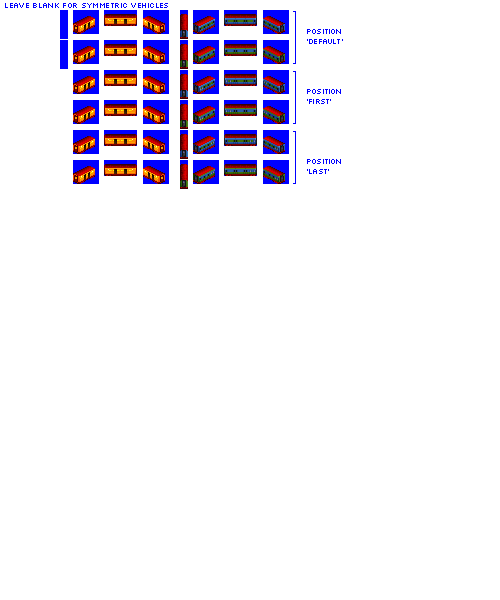 LEAVE BLANK FOR SYMMETRIC VEHICLES
POSITION
'DEFAULT'
POSITION
'FIRST'
POSITION
'LAST'